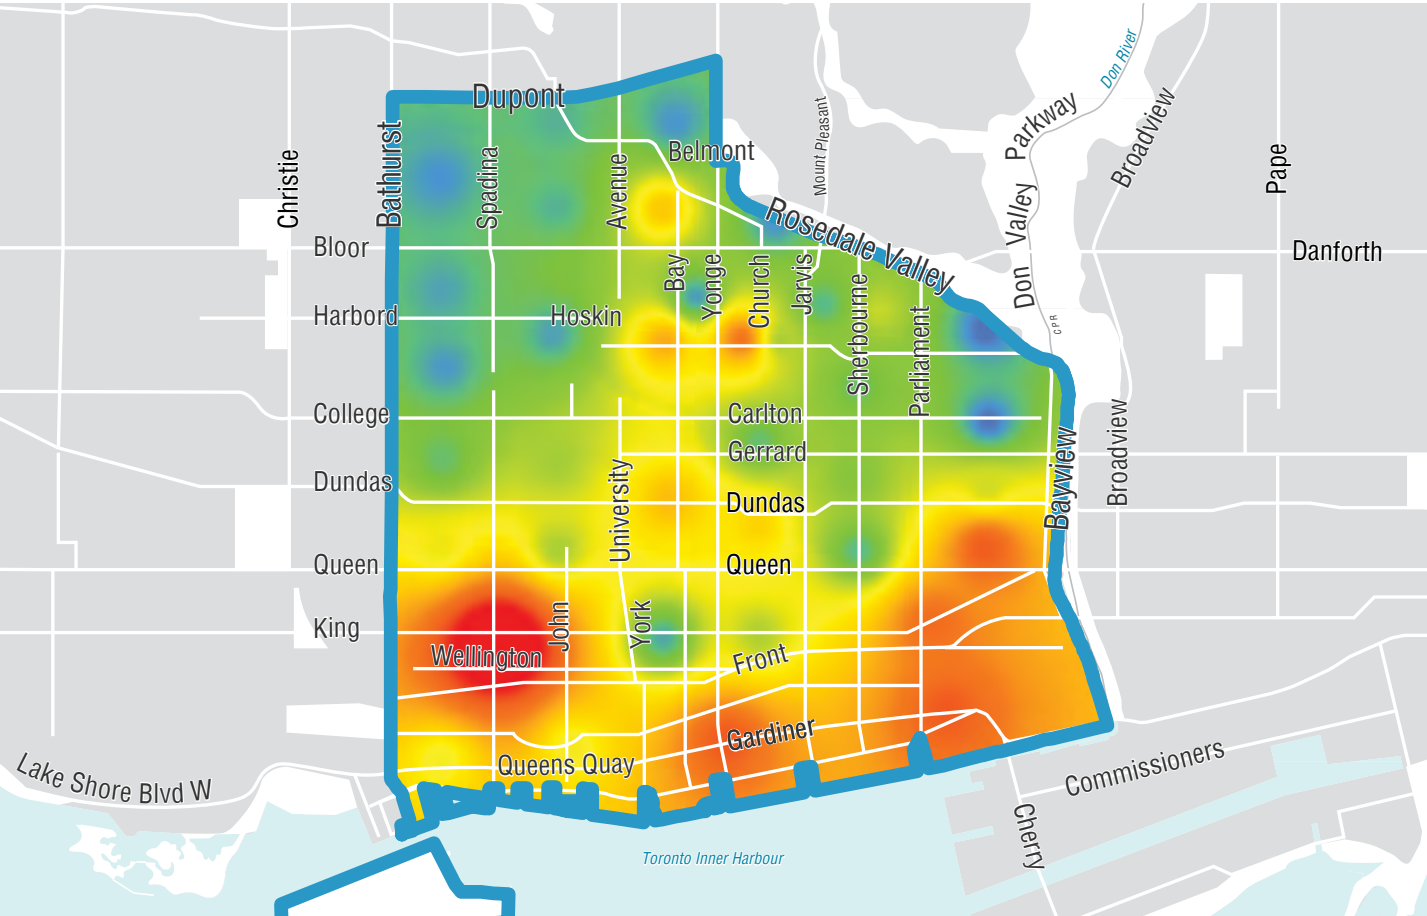 Don River
Dupont
Parkway
Broadview
Mount Pleasant
Belmont
Christie
Bathurst
Spadina
Avenue
Pape
Valley
Rosedale Valley
Bloor
Danforth
Bay
Yonge
Church
Jarvis
Don
Harbord
Hoskin
Sherbourne
Parliament
CPR
College
Carlton
Gerrard
Broadview
Bayview
Dundas
University
Dundas
Queen
Queen
King
John
York
Wellington
Front
Gardiner
Queens Quay
Lake Shore Blvd W
Commissioners
Cherry
Toronto Inner Harbour